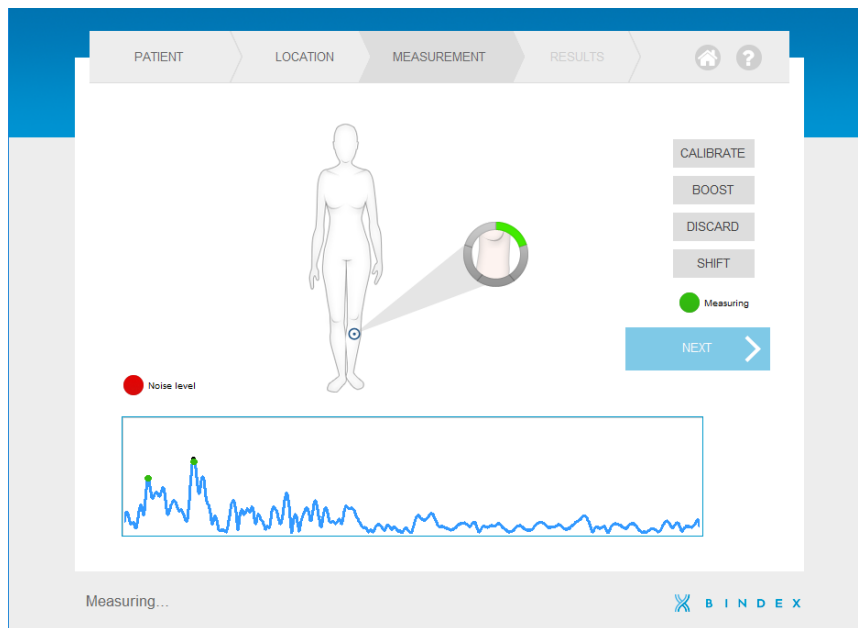 PATIENT
LOCATION
MEASUREMENT
RESULTS
?
CALIBRATE
BOOST
DISCARD
SHIFT
Measuring
NEXT
Noise level
Measuring...
BINDEX